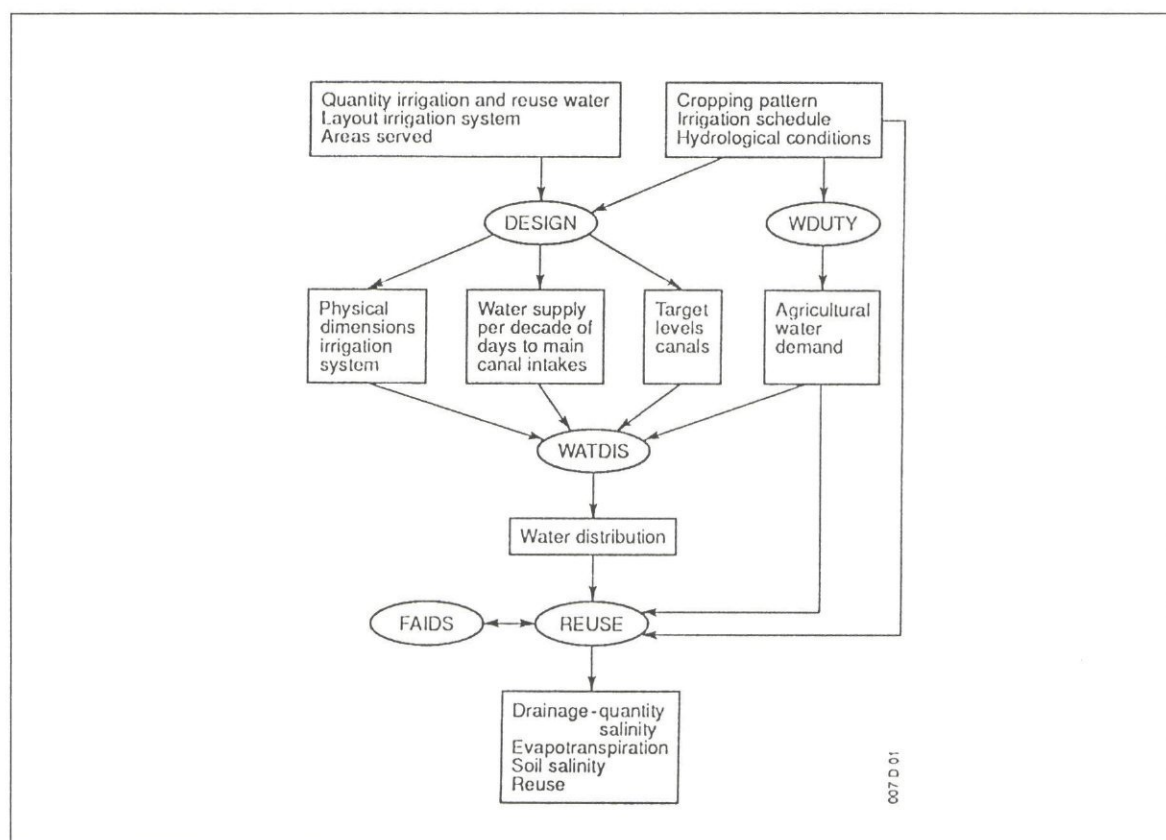 Quantity irrigation and reuse water
Layout irrigation system
Areas served
Cropping pattern
Irrigation schedule
Hydrological conditions
DESIGN
WDUTY
Physical
dimensions
irrigation
system
Water supply
per decade of
days to main
canal intakes
Target
levels
canals
Agricultural
water
demand
WATDIS
Water distribution
FAIDS
REUSE
Drainage-quantity
salinity
Evapotranspiration
Soil salinity
Reuse
007 D 01